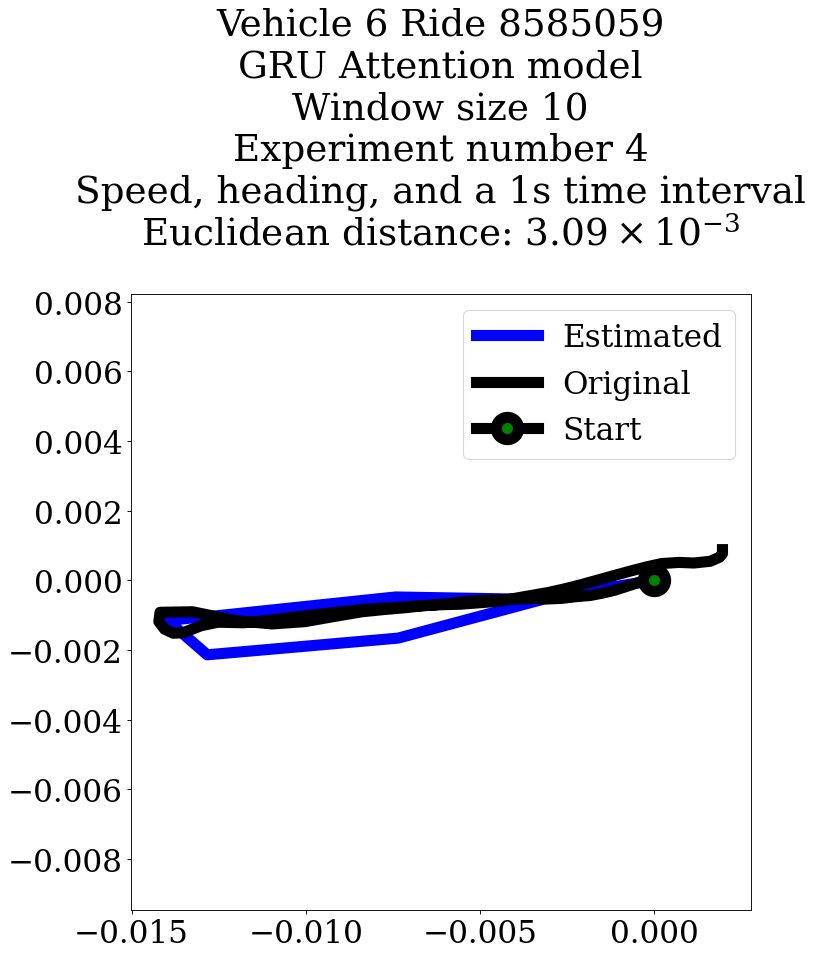 Vehicle 6 Ride 8585059
GRU Attention model
Window size 10
Experiment number 4
Speed, heading, and a 1s time interval
Euclidean distance: 3.09 × 10⁻³
Estimated
Original
Start
0.008
0.006
0.004
0.002
0.000
−0.002
−0.004
−0.006
−0.008
−0.015 −0.010 −0.005 0.000